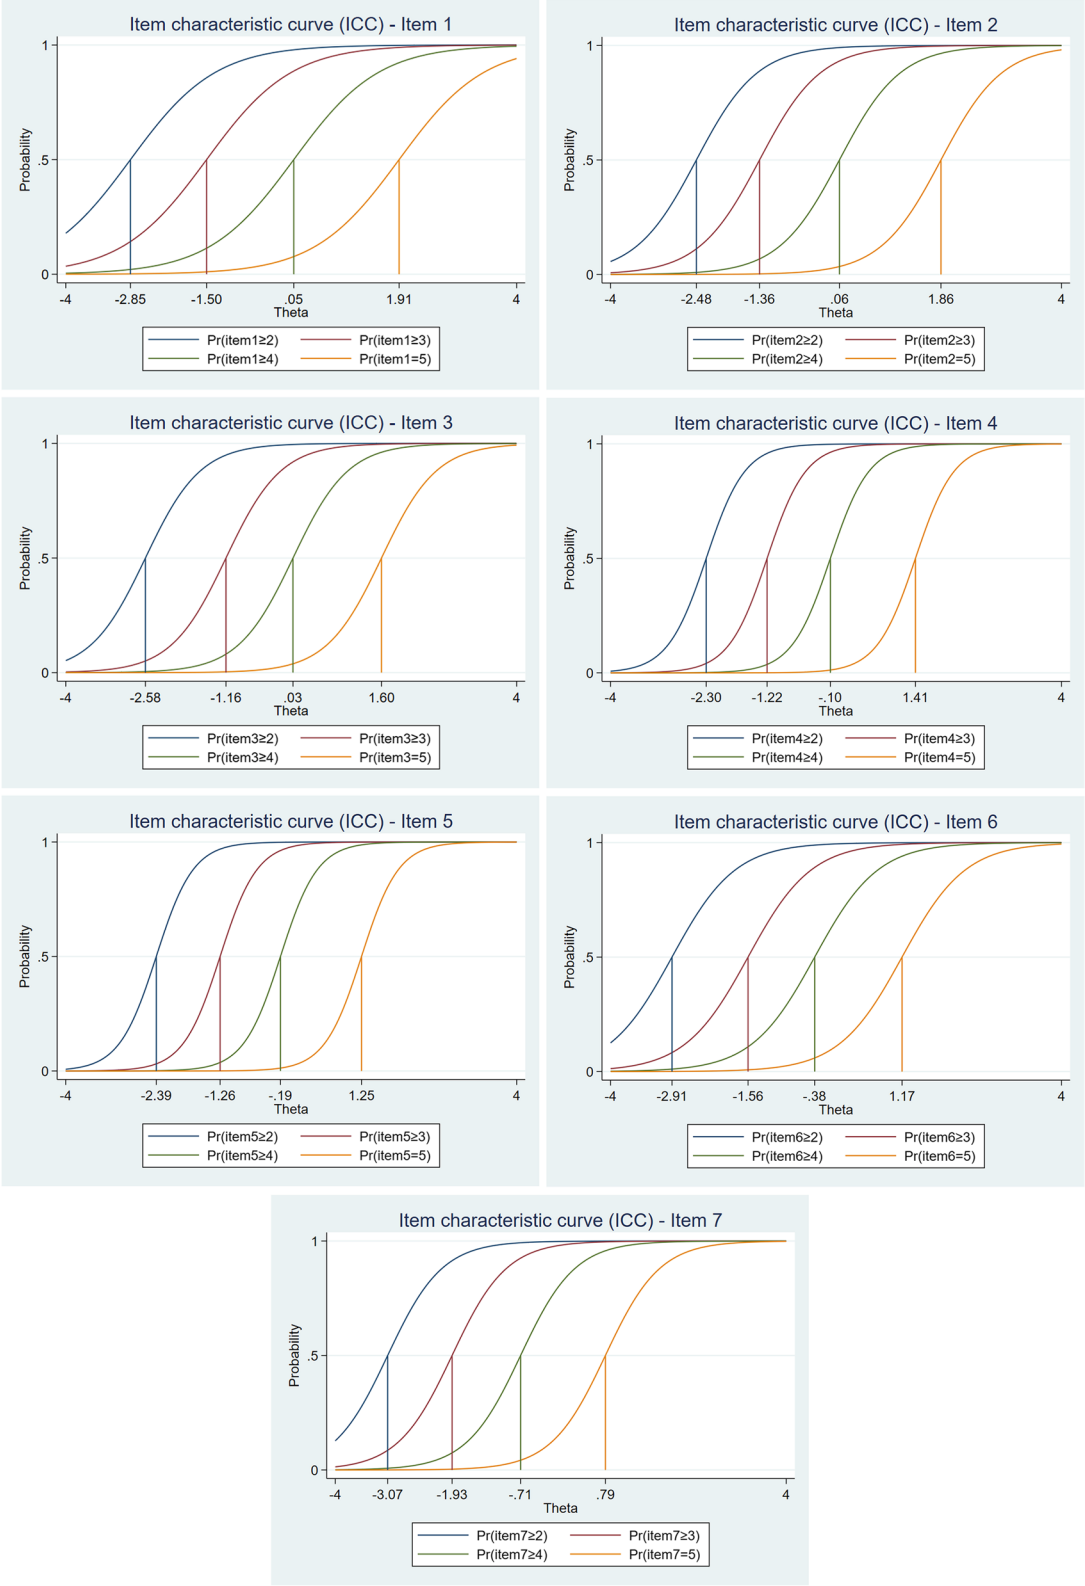 Item characteristic curve (ICC) - Item 1
1
.5
0
Probability
-4 -2.85 -1.50 .05 1.91 4
Theta
Pr(item1≥2) Pr(item1≥3)
Pr(item1≥4) Pr(item1=5)
Item characteristic curve (ICC) - Item 2
1
.5
0
Probability
-4 -2.48 -1.36 .06 1.86 4
Theta
Pr(item2≥2) Pr(item2≥3)
Pr(item2≥4) Pr(item2=5)
Item characteristic curve (ICC) - Item 3
1
.5
0
Probability
-4 -2.58 -1.16 .03 1.60 4
Theta
Pr(item3≥2) Pr(item3≥3)
Pr(item3≥4) Pr(item3=5)
Item characteristic curve (ICC) - Item 4
1
.5
0
Probability
-4 -2.30 -1.22 -.10 1.41 4
Theta
Pr(item4≥2) Pr(item4≥3)
Pr(item4≥4) Pr(item4=5)
Item characteristic curve (ICC) - Item 5
1
.5
0
Probability
-4 -2.39 -1.26 -.19 1.25 4
Theta
Pr(item5≥2) Pr(item5≥3)
Pr(item5≥4) Pr(item5=5)
Item characteristic curve (ICC) - Item 6
1
.5
0
Probability
-4 -2.91 -1.56 -.38 1.17 4
Theta
Pr(item6≥2) Pr(item6≥3)
Pr(item6≥4) Pr(item6=5)
Item characteristic curve (ICC) - Item 7
1
.5
0
Probability
-4 -3.07 -1.93 -.71 .79 4
Theta
Pr(item7≥2) Pr(item7≥3)
Pr(item7≥4) Pr(item7=5)